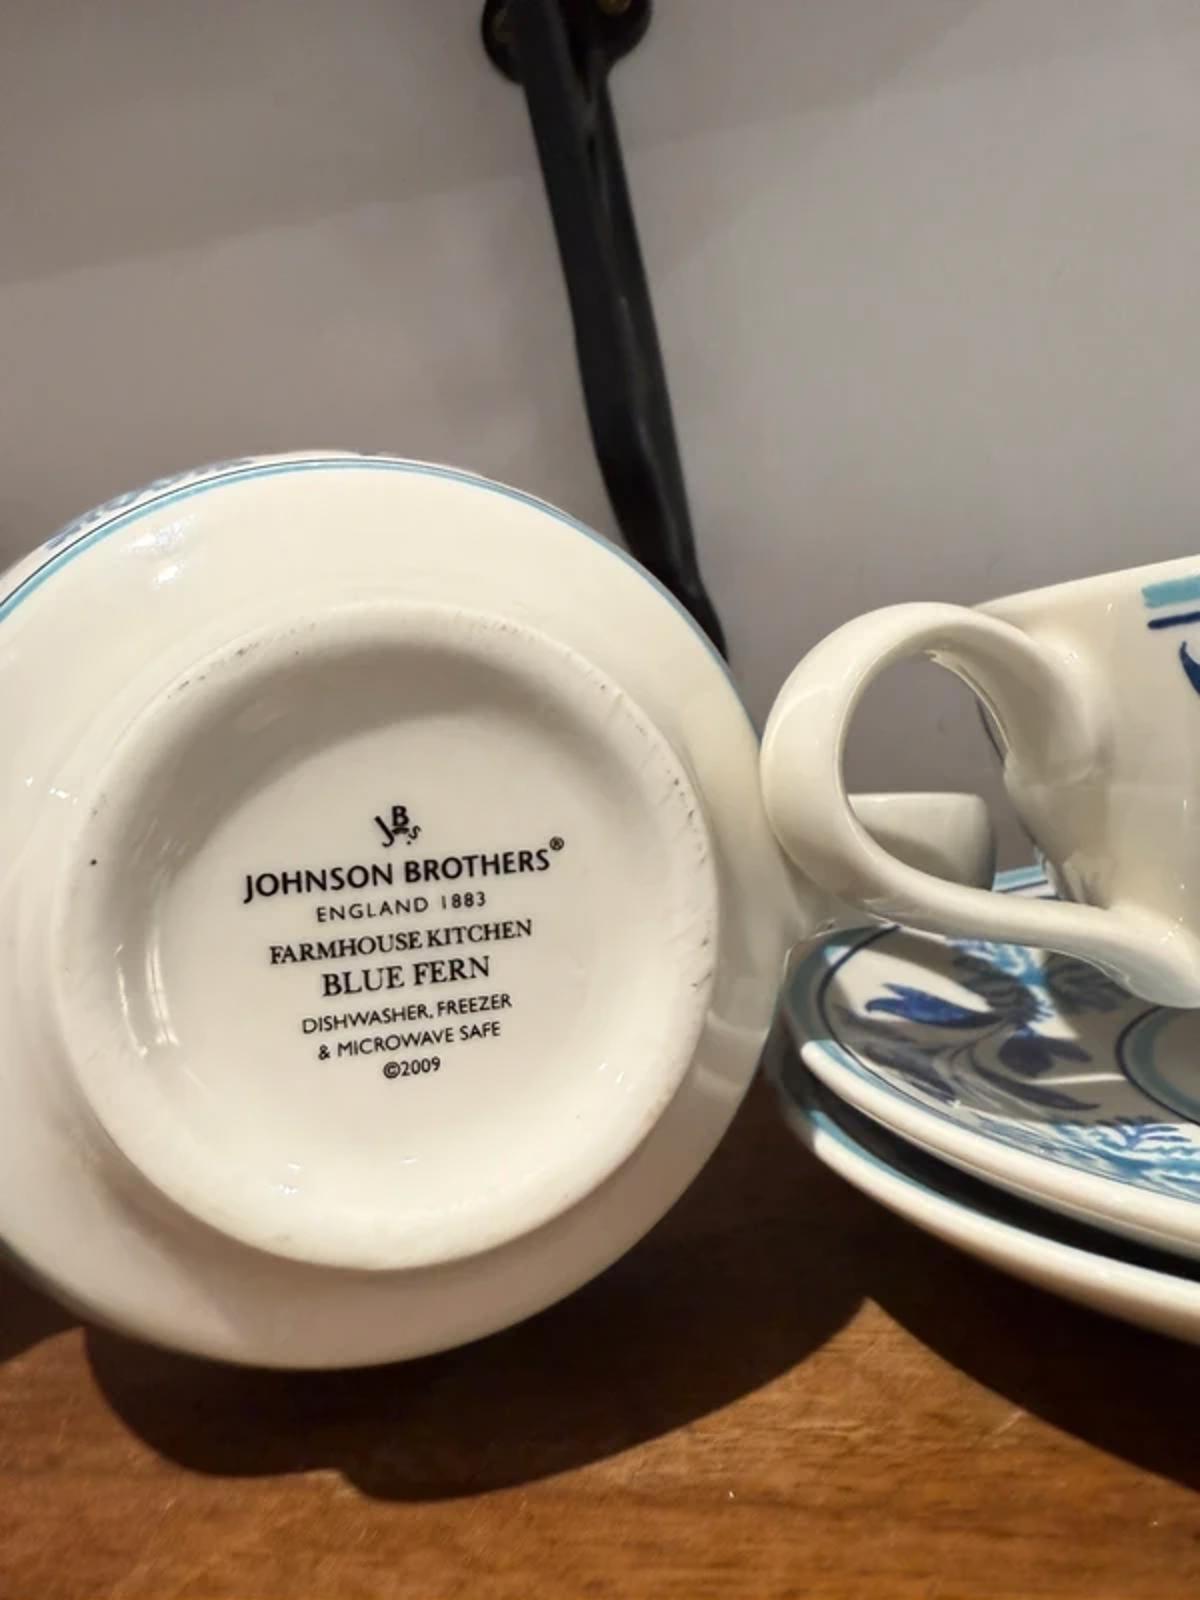 JBs
JOHNSON BROTHERS®
ENGLAND 1883
FARMHOUSE KITCHEN
BLUE FERN
DISHWASHER, FREEZER
& MICROWAVE SAFE
©2009